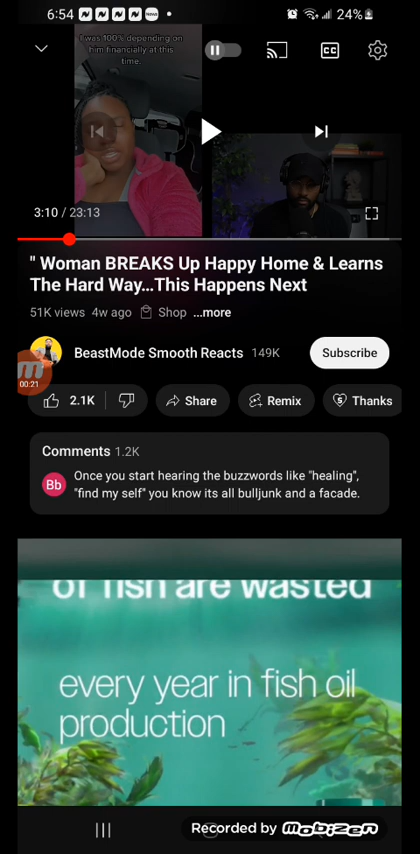 6:54
24%
I was 100% depending on
him financially at this
time.
CC
3:10 / 23:13
" Woman BREAKS Up Happy Home & Learns
The Hard Way...This Happens Next
51K views 4w ago Shop ...more
BeastMode Smooth Reacts 149K
Subscribe
00:21
2.1K
Share
Remix
Thanks
Comments 1.2K
Bb
Once you start hearing the buzzwords like "healing",
"find my self" you know its all bulljunk and a facade.
of fish are wasted
every year in fish oil
production
Recorded by mobizen